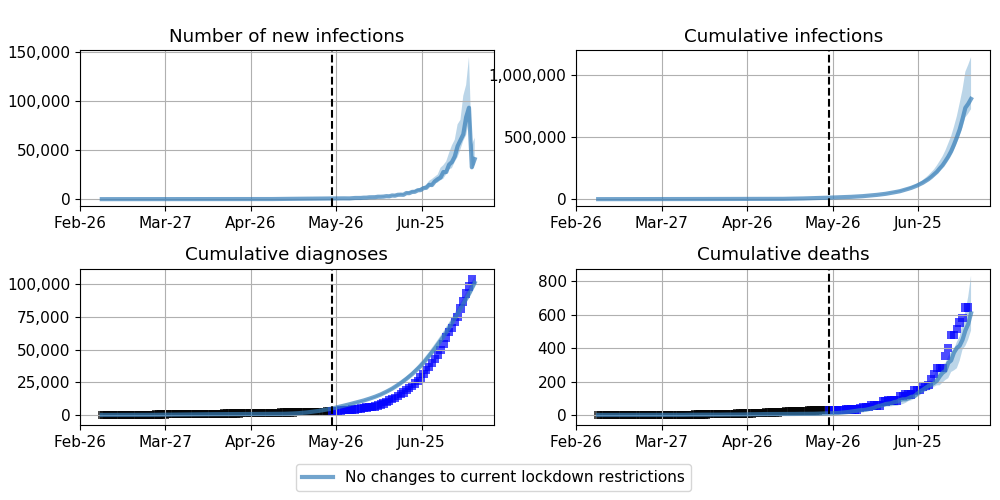 Number of new infections
150,000
100,000
50,000
0
Feb-26 Mar-27 Apr-26 May-26 Jun-25
Cumulative infections
1,000,000
500,000
0
Feb-26 Mar-27 Apr-26 May-26 Jun-25
Cumulative diagnoses
100,000
75,000
50,000
25,000
0
Feb-26 Mar-27 Apr-26 May-26 Jun-25
Cumulative deaths
800
600
400
200
0
Feb-26 Mar-27 Apr-26 May-26 Jun-25
No changes to current lockdown restrictions